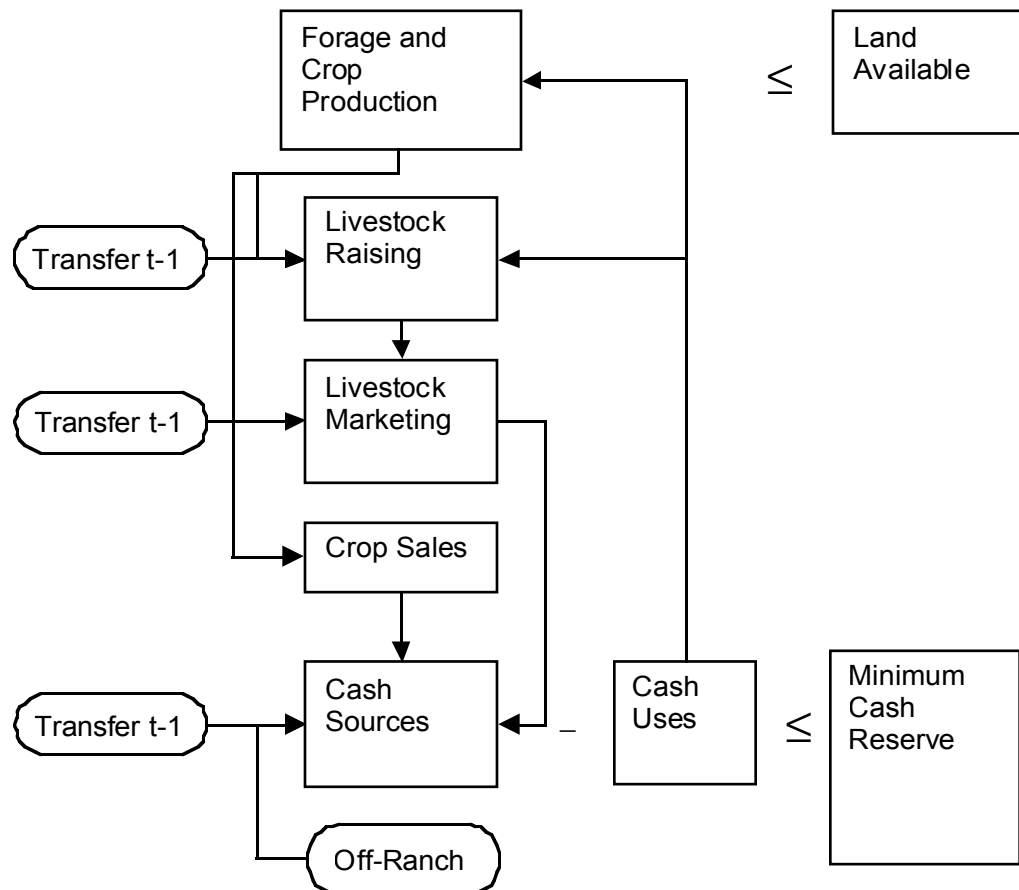 Forage and
Crop
Production
≤
Land
Available
Transfer t-1
Livestock
Raising
Transfer t-1
Livestock
Marketing
Crop Sales
Transfer t-1
Cash
Sources
–
Cash
Uses
≤
Minimum
Cash
Reserve
Off-Ranch